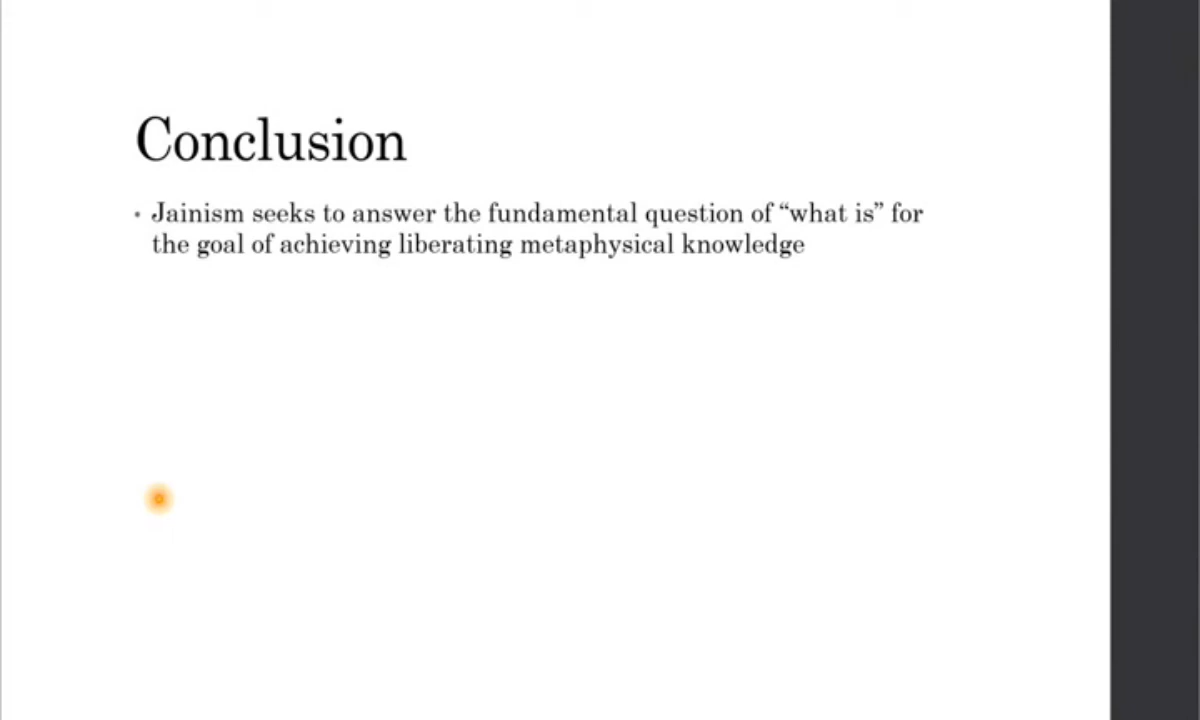 Conclusion
• Jainism seeks to answer the fundamental question of “what is” for
the goal of achieving liberating metaphysical knowledge